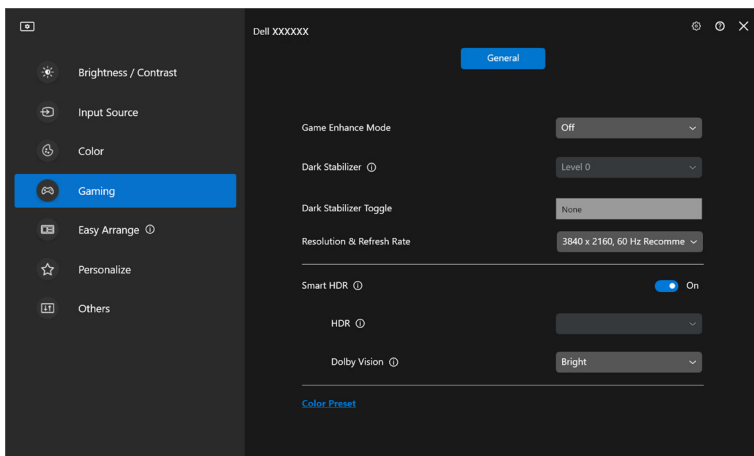 Dell XXXXXX
General
Brightness / Contrast
Input Source
Color
Gaming
Easy Arrange
Personalize
Others
Game Enhance Mode
Off
Dark Stabilizer
Level 0
Dark Stabilizer Toggle
None
Resolution & Refresh Rate
3840 x 2160, 60 Hz Recomme
Smart HDR
On
HDR
Dolby Vision
Bright
Color Preset